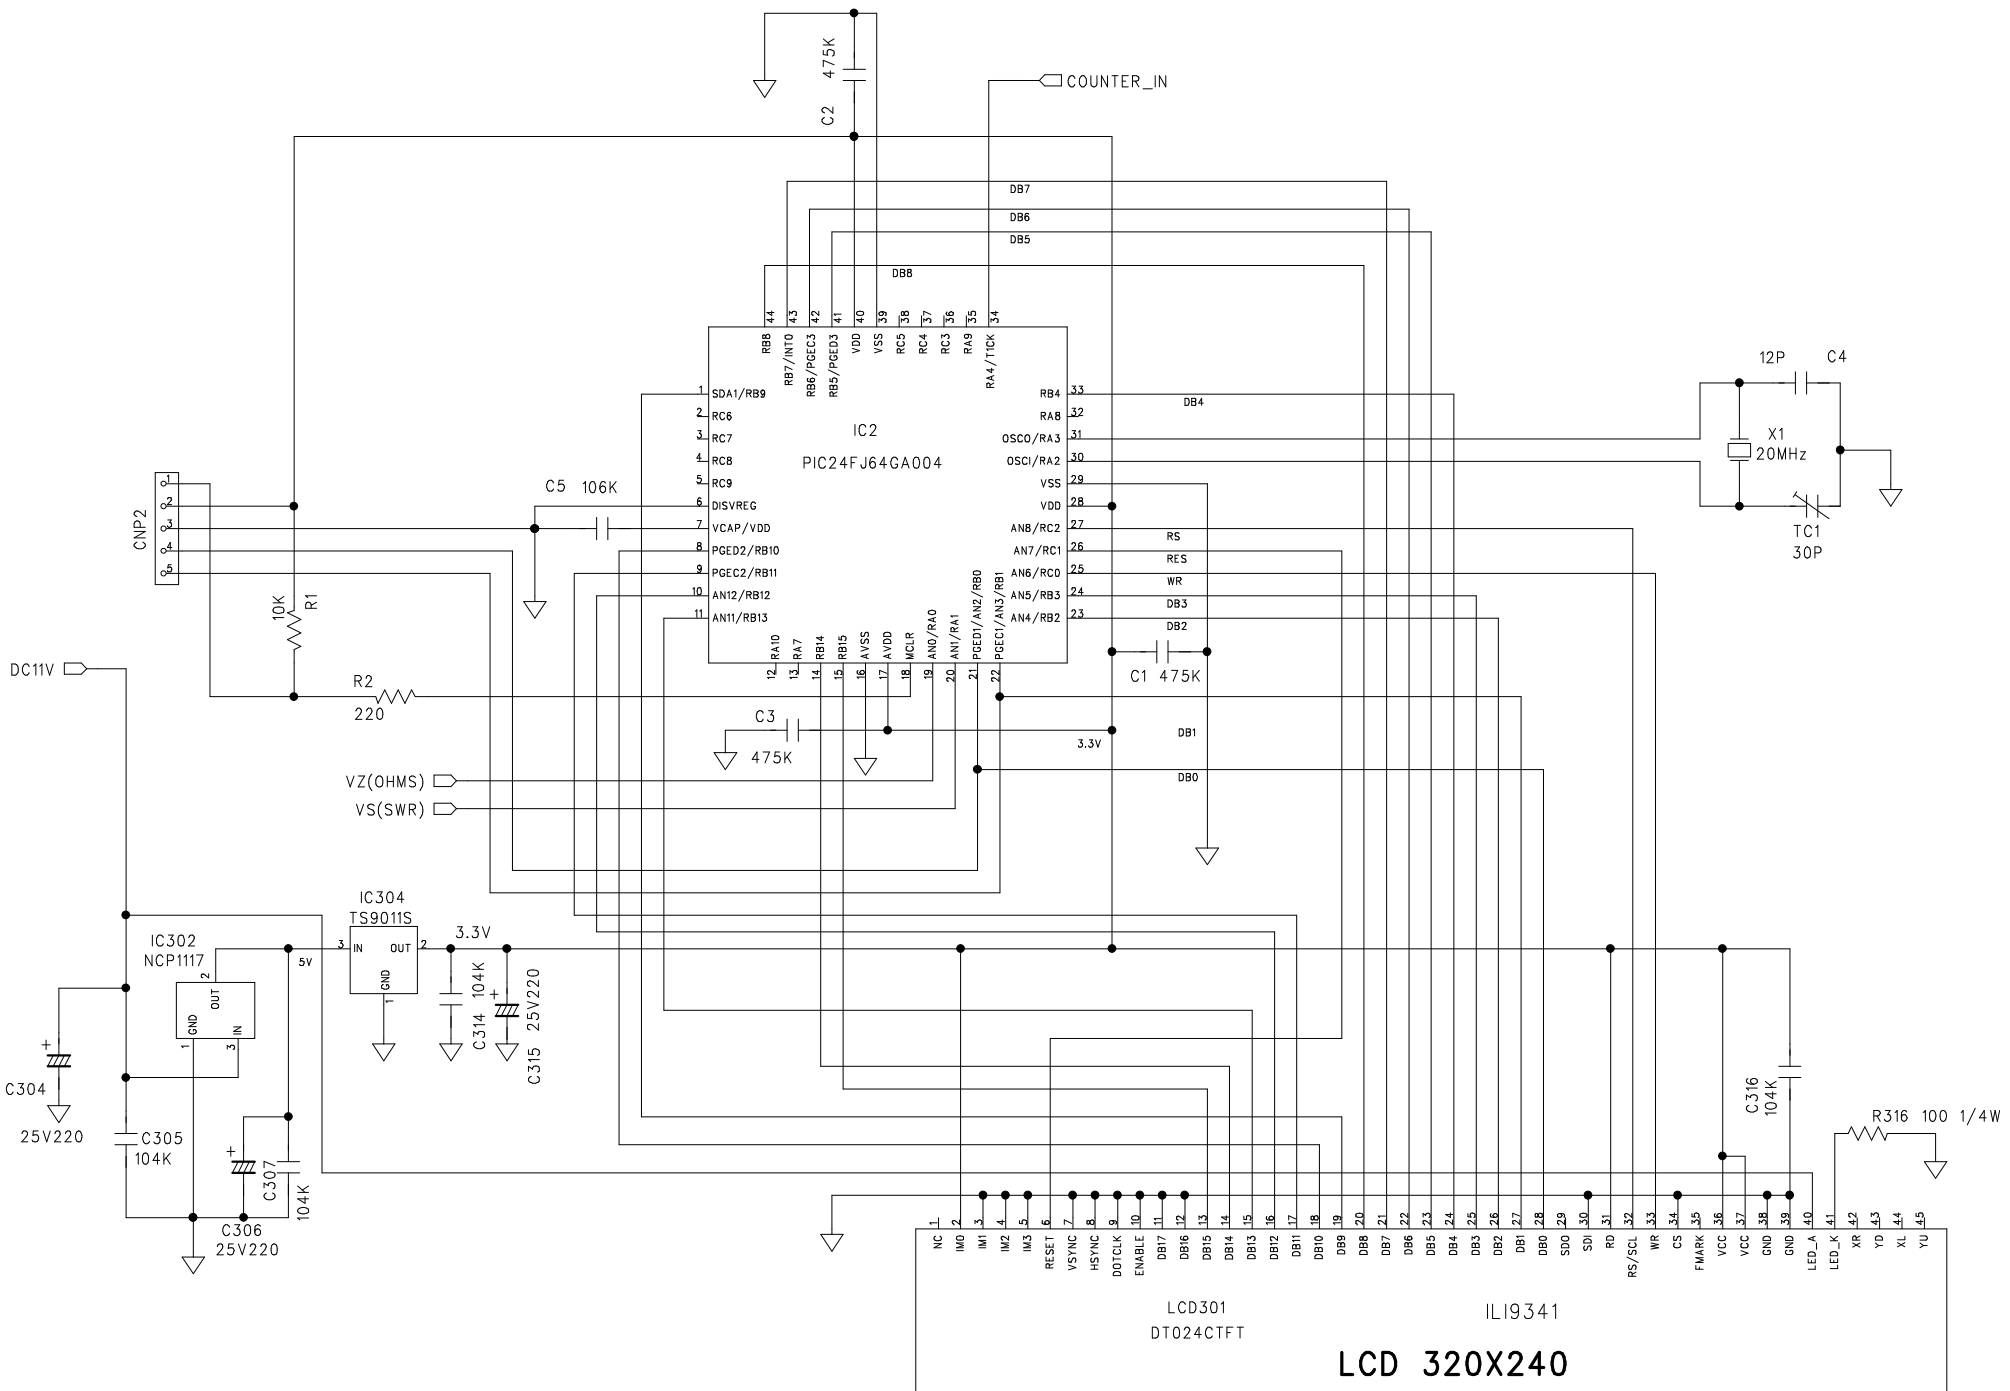 475K
C2
COUNTER_IN
DB7
DB6
DB5
DB8
44 43 42 41 40 39 38 37 36 35 34
RB8
RB7/INT0
RB6/PGEC3
RB5/PGED3
VDD
VSS
RC5
RC4
RC3
RA9
RA4/T1CK
1 SDA1/RB9
2 RC6
3 RC7
4 RC8
5 RC9
6 DISVREG
7 VCAP/VDD
8 PGED2/RB10
9 PGEC2/RB11
10 AN12/RB12
11 AN11/RB13
IC2
PIC24FJ64GA004
RB4 33
RA8 32
OSCO/RA3 31
OSCI/RA2 30
VSS 29
VDD 28
AN8/RC2 27
AN7/RC1 26
AN6/RC0 25
AN5/RB3 24
AN4/RB2 23
DB4
RS
RES
WR
DB3
DB2
RA10
RA7
RB14
RB15
AVSS
AVDD
MCLR
AN0/RA0
AN1/RA1
PGED1/AN2/RB0
PGEC1/AN3/RB1
12 13 14 15 16 17 18 19 20 21 22
12P C4
X1
20MHz
TC1
30P
C5 106K
CNP2
1
2
3
4
5
10K
R1
DC11V
R2
220
C1 475K
C3
475K
3.3V
DB1
DB0
VZ(OHMS)
VS(SWR)
IC304
TS9011S
3 IN OUT 2
GND
1
3.3V
IC302
NCP1117
5V
2
OUT
GND
IN
1
3
C314 104K
C315 25V220
C304
25V220
C305
104K
C307
104K
C306
25V220
C316
104K
R316 100 1/4W
1 2 3 4 5 6 7 8 9 10 11 12 13 14 15 16 17 18 19 20 21 22 23 24 25 26 27 28 29 30 31 32 33 34 35 36 37 38 39 40 41 42 43 44 45
NC
IM0
IM1
IM2
IM3
RESET
VSYNC
HSYNC
DOTCLK
ENABLE
DB17
DB16
DB15
DB14
DB13
DB12
DB11
DB10
DB9
DB8
DB7
DB6
DB5
DB4
DB3
DB2
DB1
DB0
SDO
SDI
RD
RS/SCL
WR
CS
FMARK
VCC
VCC
GND
GND
LED_A
LED_K
XR
YD
XL
YU
LCD301
DT024CTFT
ILI9341
LCD 320X240